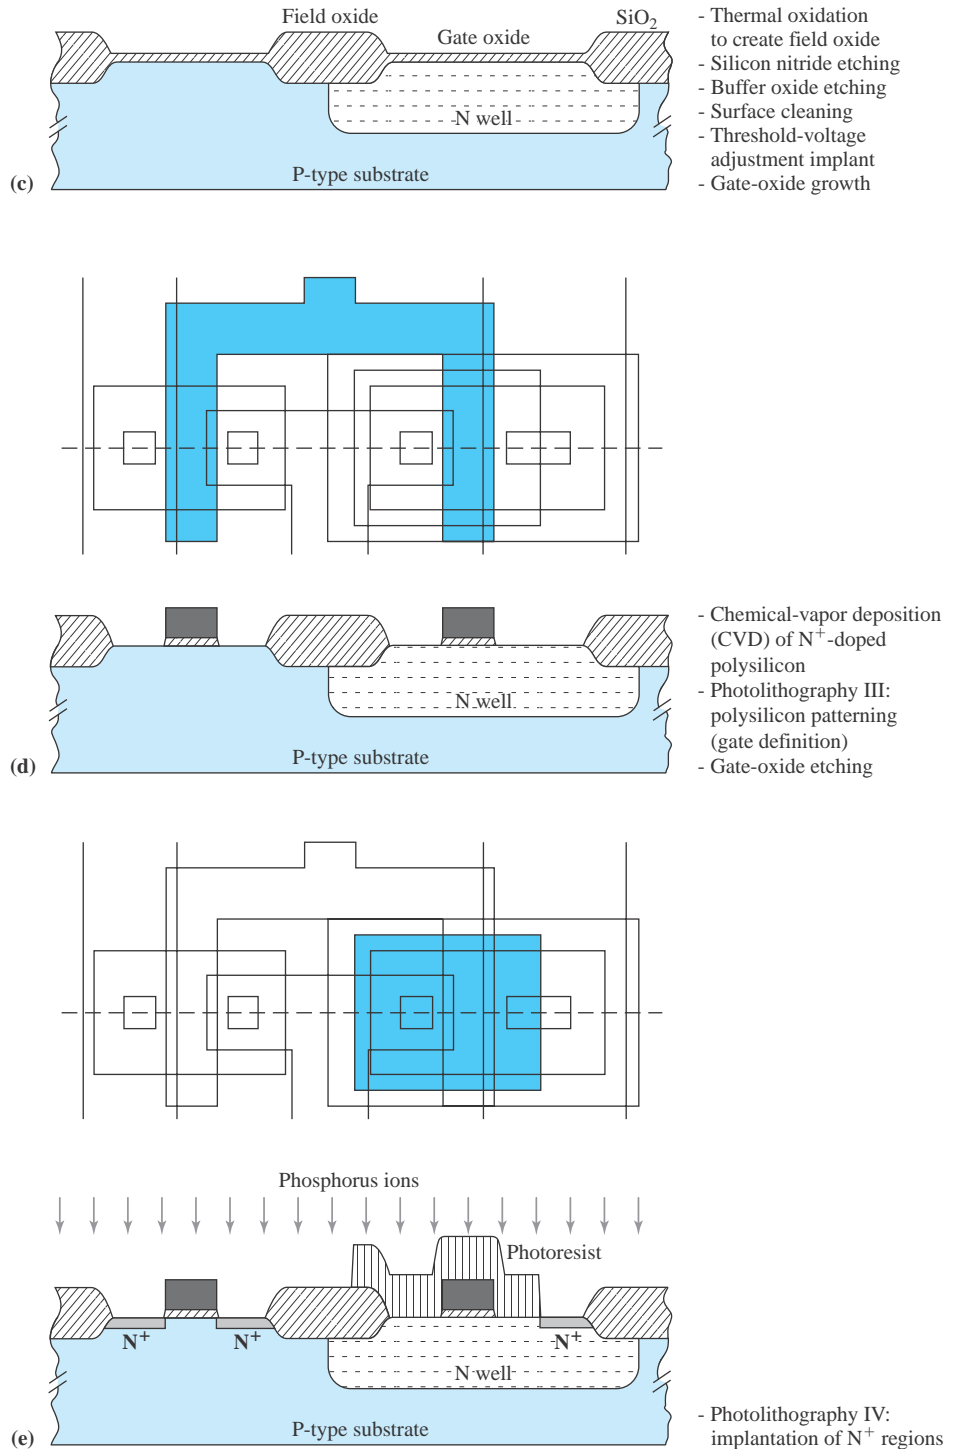 Field oxide
SiO₂
Gate oxide
N well
P-type substrate
(c)
- Thermal oxidation
to create field oxide
- Silicon nitride etching
- Buffer oxide etching
- Surface cleaning
- Threshold-voltage
adjustment implant
- Gate-oxide growth
N well
P-type substrate
(d)
- Chemical-vapor deposition
(CVD) of N⁺-doped
polysilicon
- Photolithography III:
polysilicon patterning
(gate definition)
- Gate-oxide etching
Phosphorus ions
Photoresist
N⁺
N⁺
N⁺
N well
P-type substrate
(e)
- Photolithography IV:
implantation of N⁺ regions